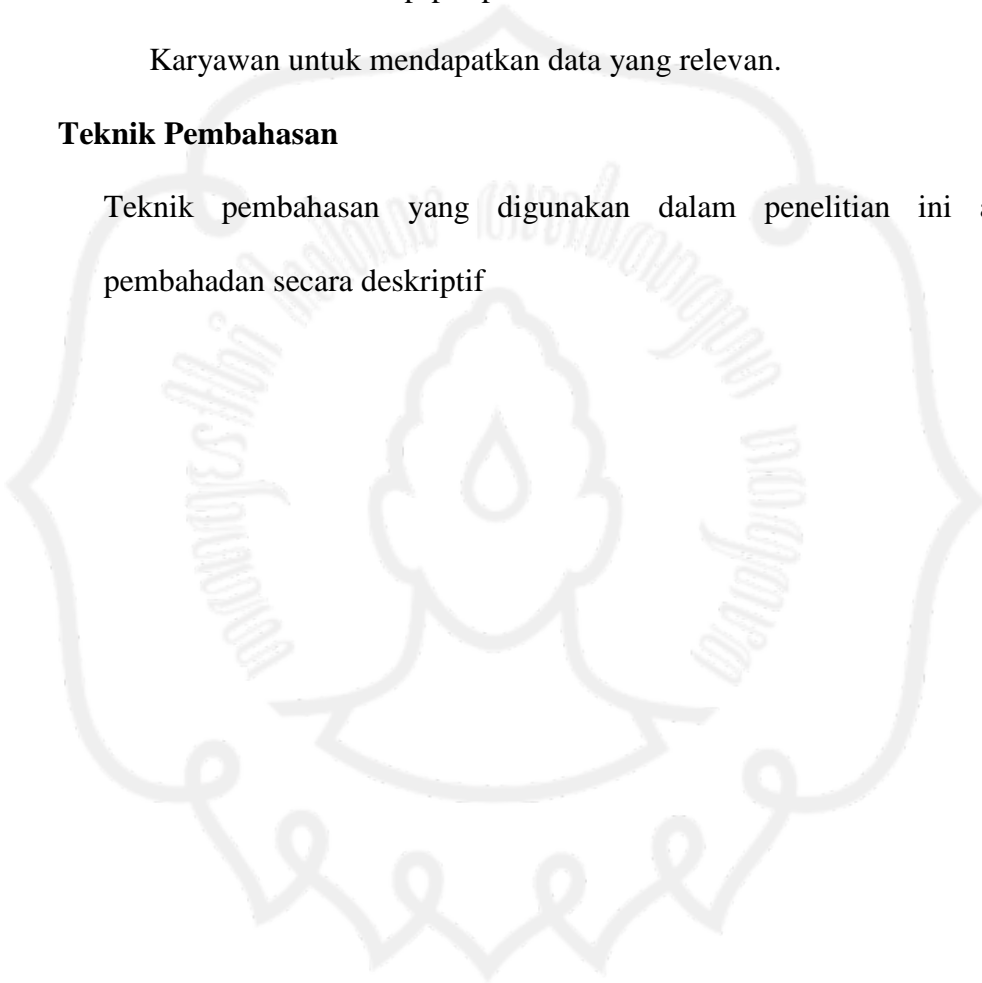 Karyawan untuk mendapatkan data yang relevan.
Teknik Pembahasan
Teknik pembahasan yang digunakan dalam penelitian ini a
pembahadan secara deskriptif